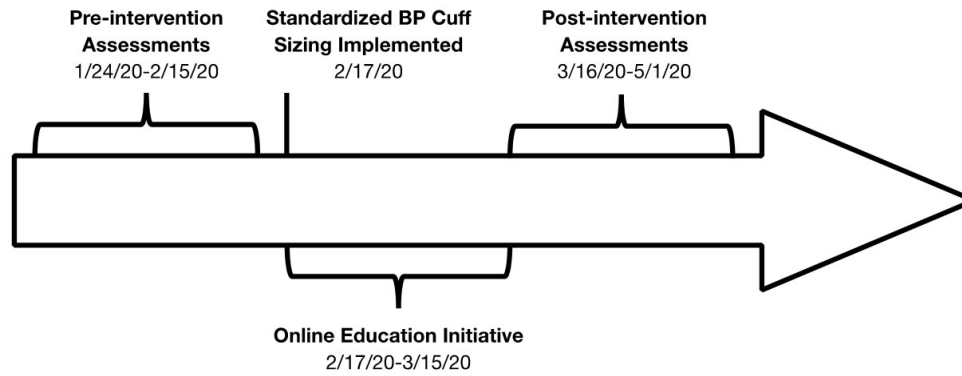 Pre-intervention
Assessments
1/24/20-2/15/20
Standardized BP Cuff
Sizing Implemented
2/17/20
Post-intervention
Assessments
3/16/20-5/1/20
Online Education Initiative
2/17/20-3/15/20